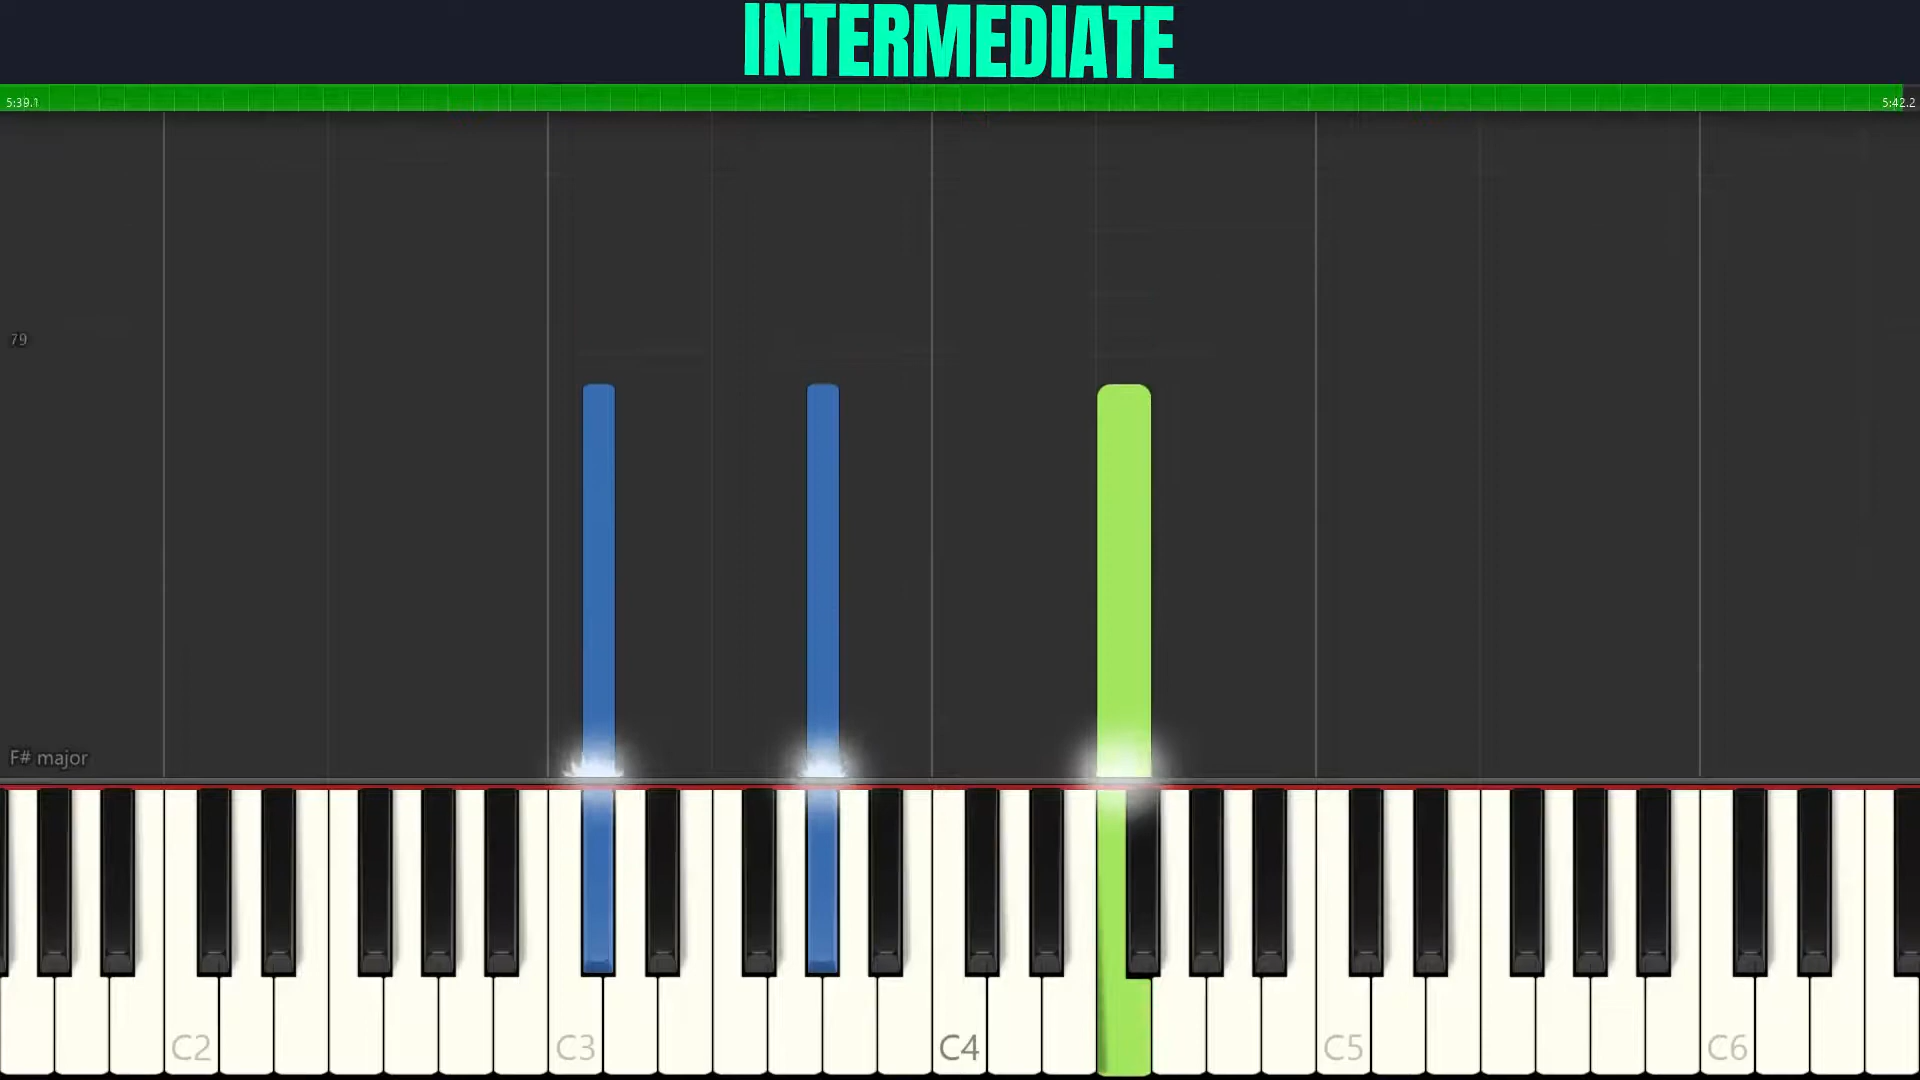 INTERMEDIATE
5:39.1
5:42.2
79
F# major
C2
C3
C4
C5
C6